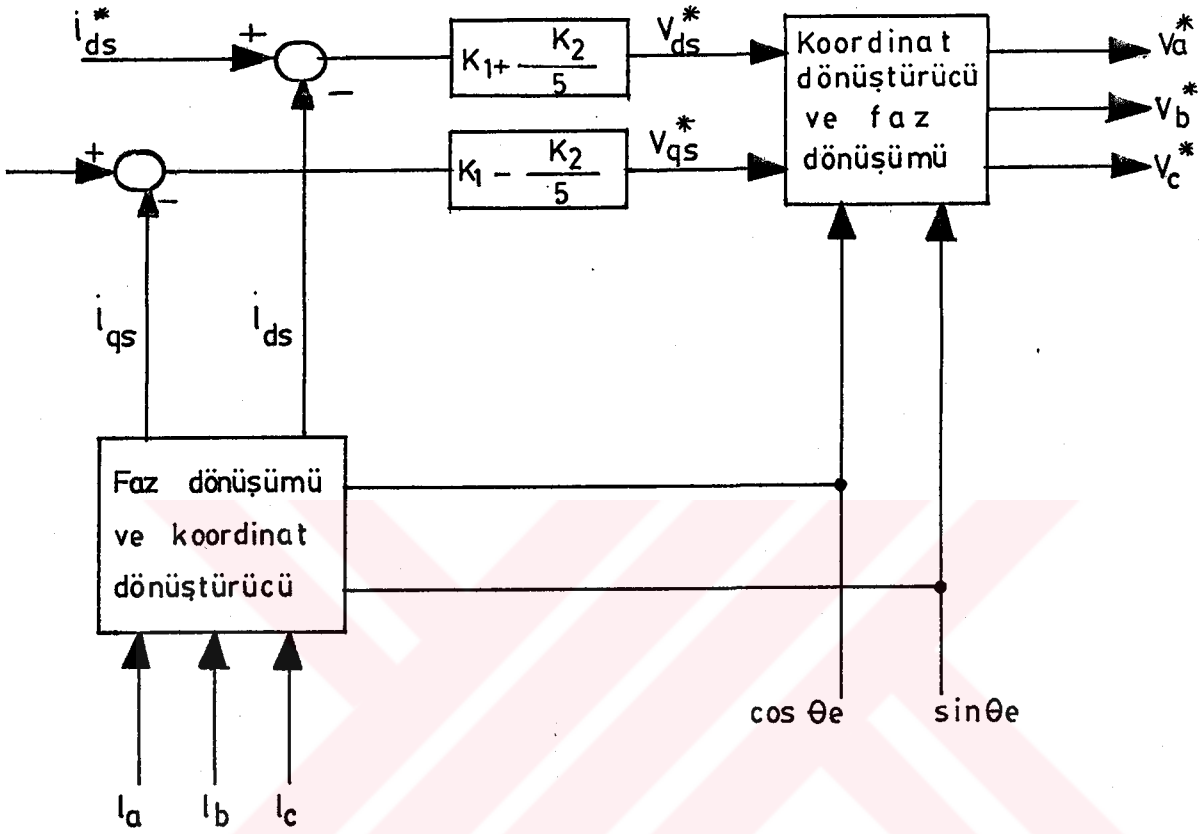 i*ds
+
−
K1+ K2/5
V*ds
Koordinat
dönüştürücü
ve faz
dönüşümü
Va*
Vb*
Vc*
+
−
K1 − K2/5
V*qs
iqs
ids
Faz dönüşümü
ve koordinat
dönüştürücü
cos θe
sinθe
Ia
Ib
Ic